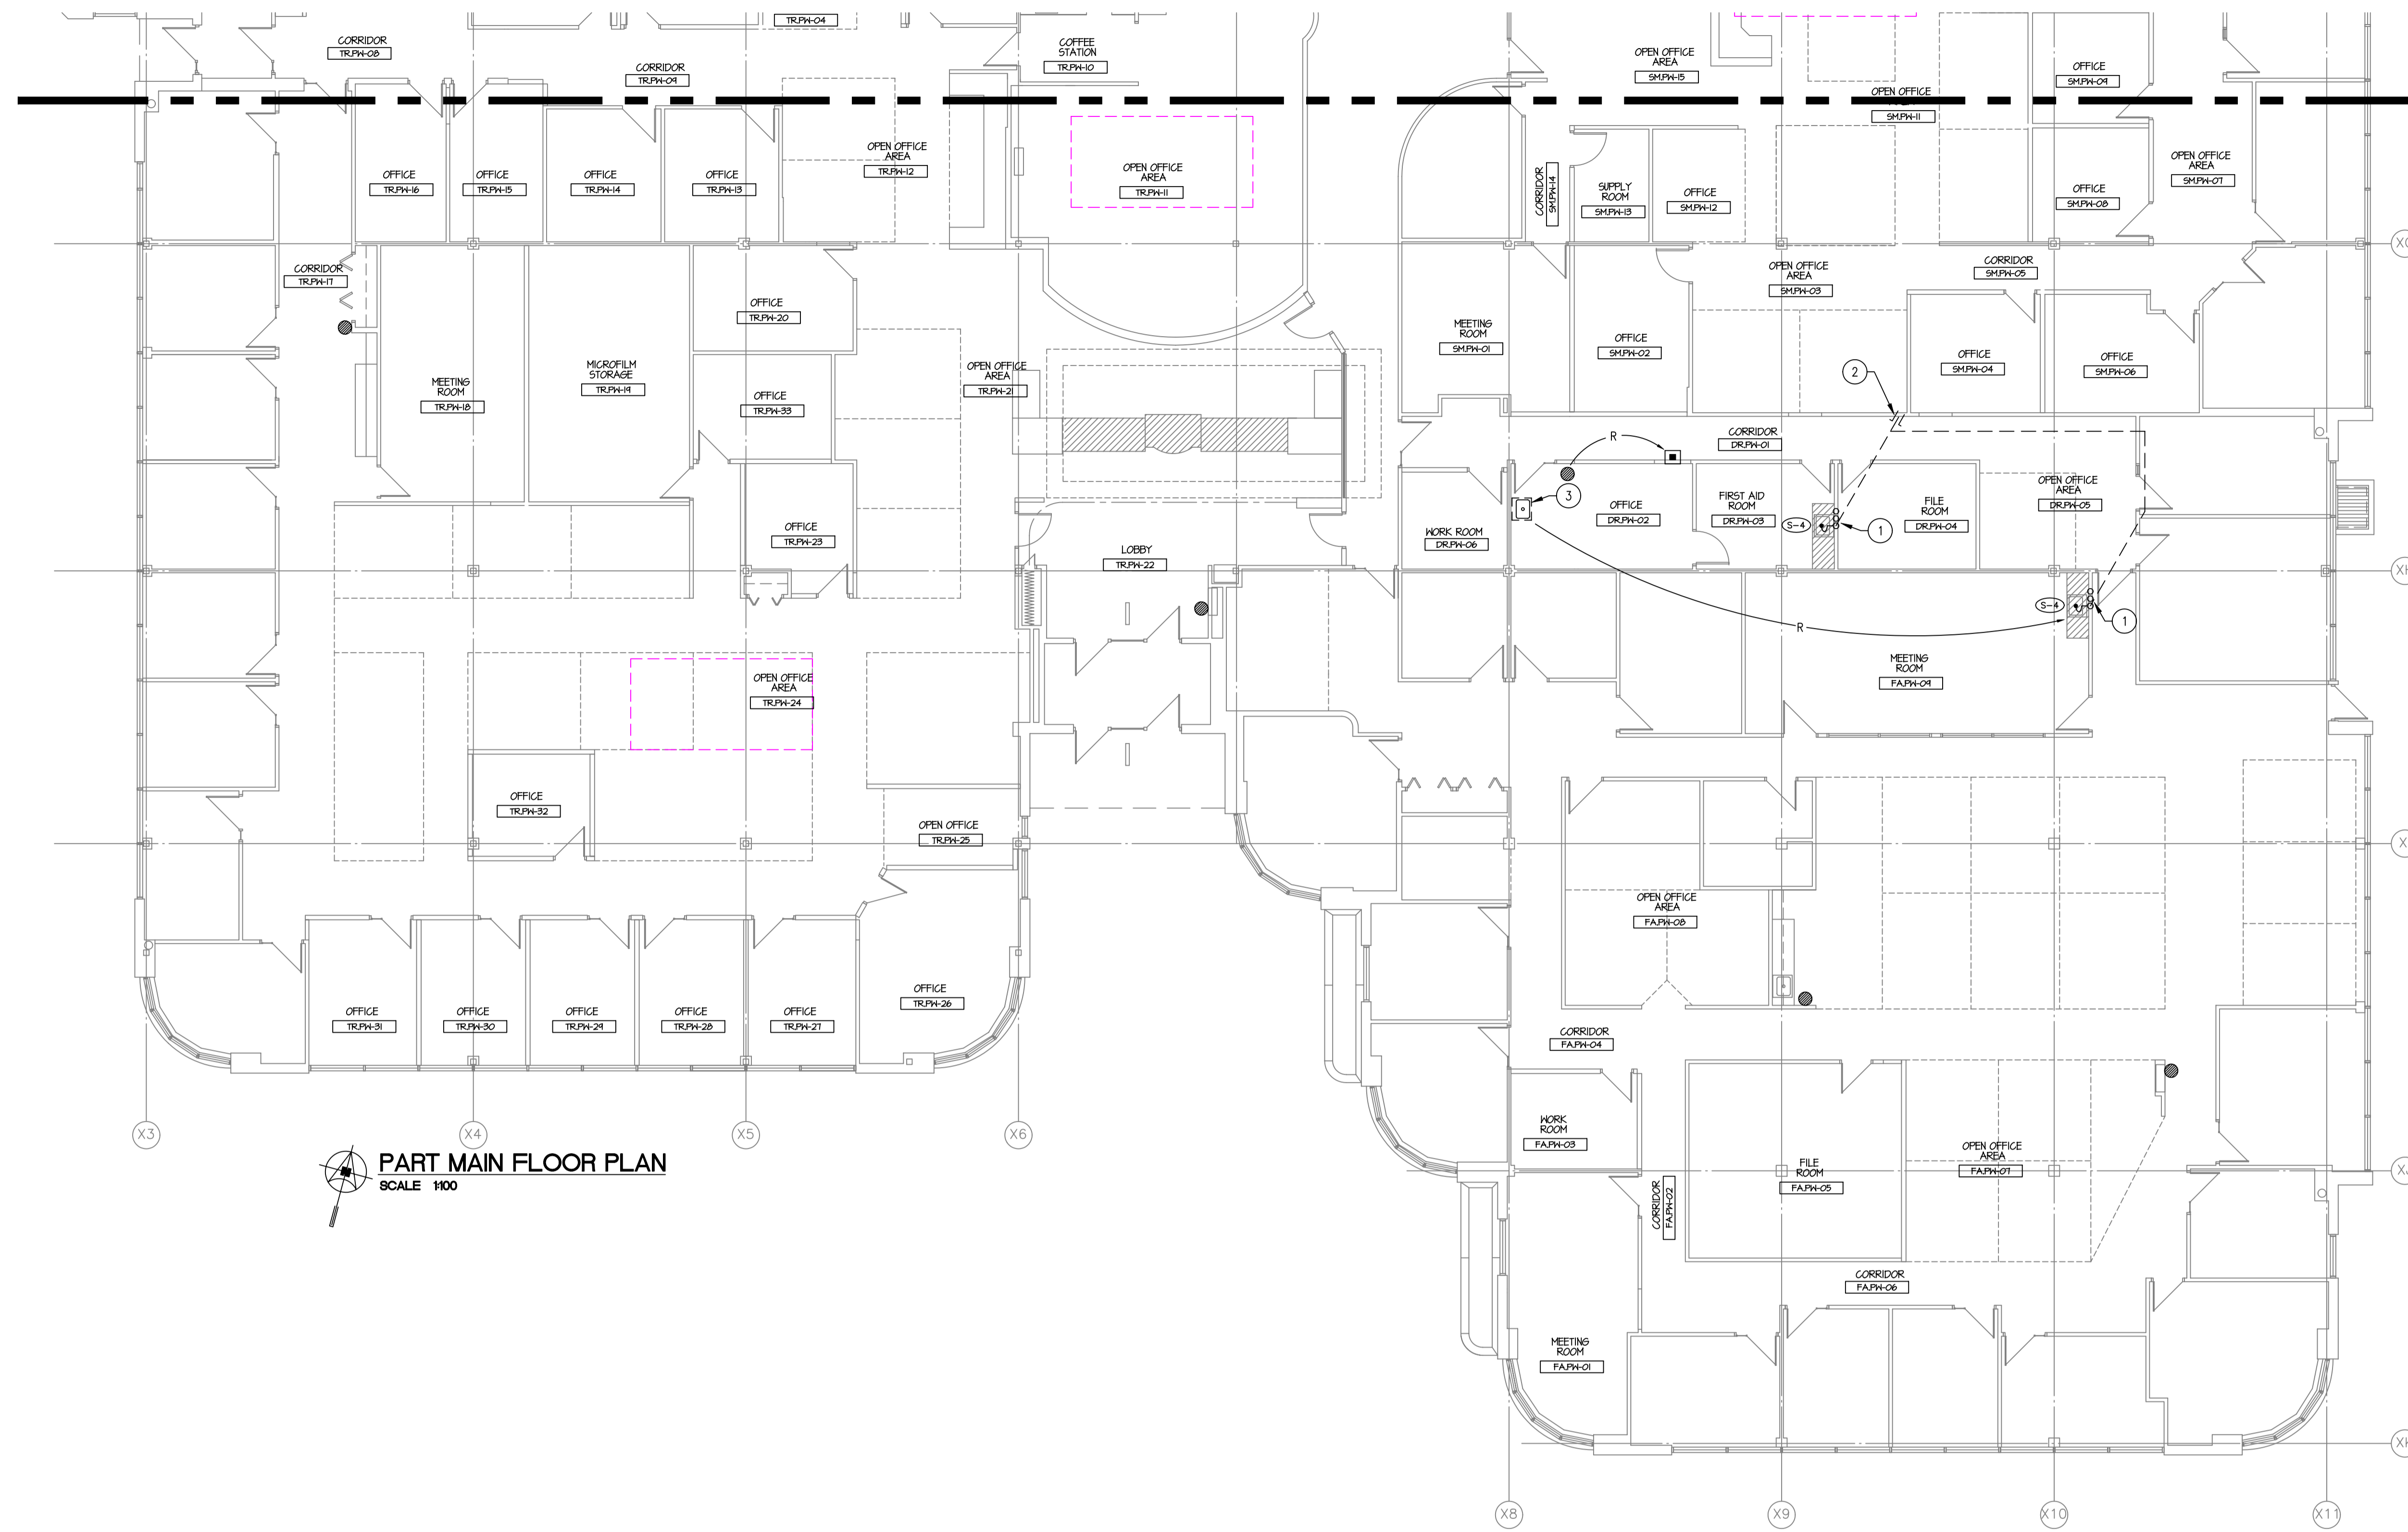 TR.PW-04
CORRIDOR
TR.PW-08
CORRIDOR
TR.PW-09
COFFEE
STATION
TR.PW-10
OPEN OFFICE
AREA
SM.PW-15
OFFICE
SM.PW-09
OPEN OFFICE
SM.PW-11
OFFICE
TR.PW-16
OFFICE
TR.PW-15
OFFICE
TR.PW-14
OFFICE
TR.PW-13
OPEN OFFICE
AREA
TR.PW-12
OPEN OFFICE
AREA
TR.PW-11
CORRIDOR
SM.PW-14
SUPPLY
ROOM
SM.PW-13
OFFICE
SM.PW-12
OFFICE
SM.PW-08
OPEN OFFICE
AREA
SM.PW-07
CORRIDOR
TR.PW-17
OFFICE
TR.PW-20
MEETING
ROOM
SM.PW-01
OFFICE
SM.PW-02
OPEN OFFICE
AREA
SM.PW-03
CORRIDOR
SM.PW-05
OFFICE
SM.PW-04
OFFICE
SM.PW-06
MEETING
ROOM
TR.PW-18
MICROFILM
STORAGE
TR.PW-19
OFFICE
TR.PW-33
OPEN OFFICE
AREA
TR.PW-21
2
R
CORRIDOR
DR.PW-01
3
OFFICE
TR.PW-23
LOBBY
TR.PW-22
WORK ROOM
DR.PW-06
OFFICE
DR.PW-02
FIRST AID
ROOM
DR.PW-03
S-4
1
FILE
ROOM
DR.PW-04
OPEN OFFICE
AREA
DR.PW-05
S-4
1
R
MEETING
ROOM
FA.PW-09
OPEN OFFICE
AREA
TR.PW-24
OFFICE
TR.PW-32
OPEN OFFICE
TR.PW-25
OPEN OFFICE
AREA
FA.PW-08
OFFICE
TR.PW-31
OFFICE
TR.PW-30
OFFICE
TR.PW-29
OFFICE
TR.PW-28
OFFICE
TR.PW-27
OFFICE
TR.PW-26
CORRIDOR
FA.PW-04
WORK
ROOM
FA.PW-03
CORRIDOR
FA.PW-02
FILE
ROOM
FA.PW-05
OPEN OFFICE
AREA
FA.PW-07
CORRIDOR
FA.PW-06
MEETING
ROOM
FA.PW-01
X3
X4
X5
X6
PART MAIN FLOOR PLAN
SCALE 1:100
X8
X9
X10
X11